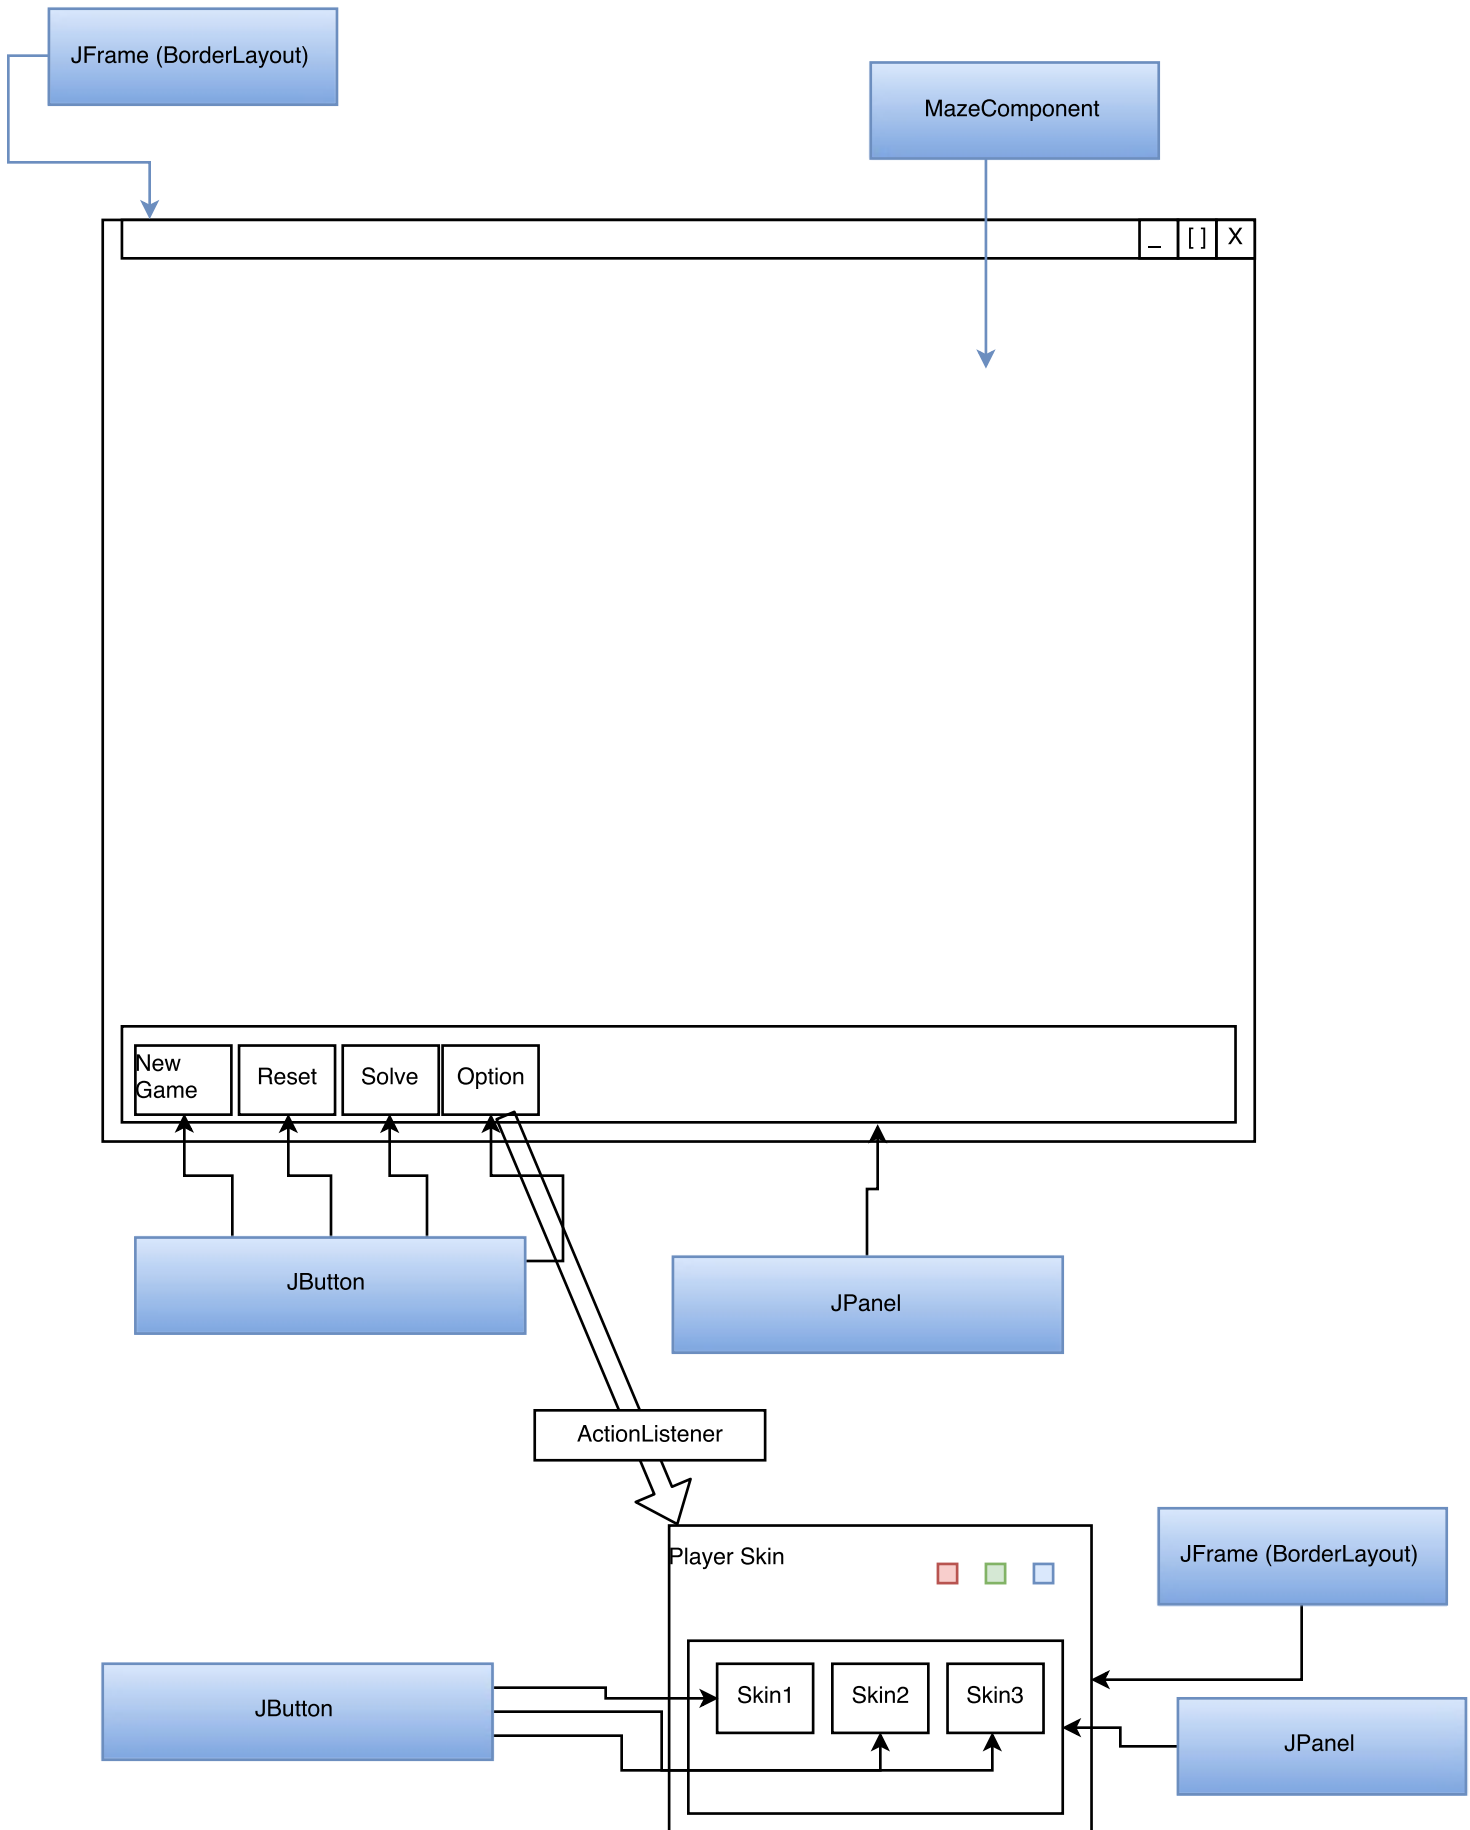 JFrame (BorderLayout)
MazeComponent
_ [ ] X
New
Game
Reset
Solve
Option
JButton
JPanel
ActionListener
Player Skin
JFrame (BorderLayout)
Skin1
Skin2
Skin3
JButton
JPanel